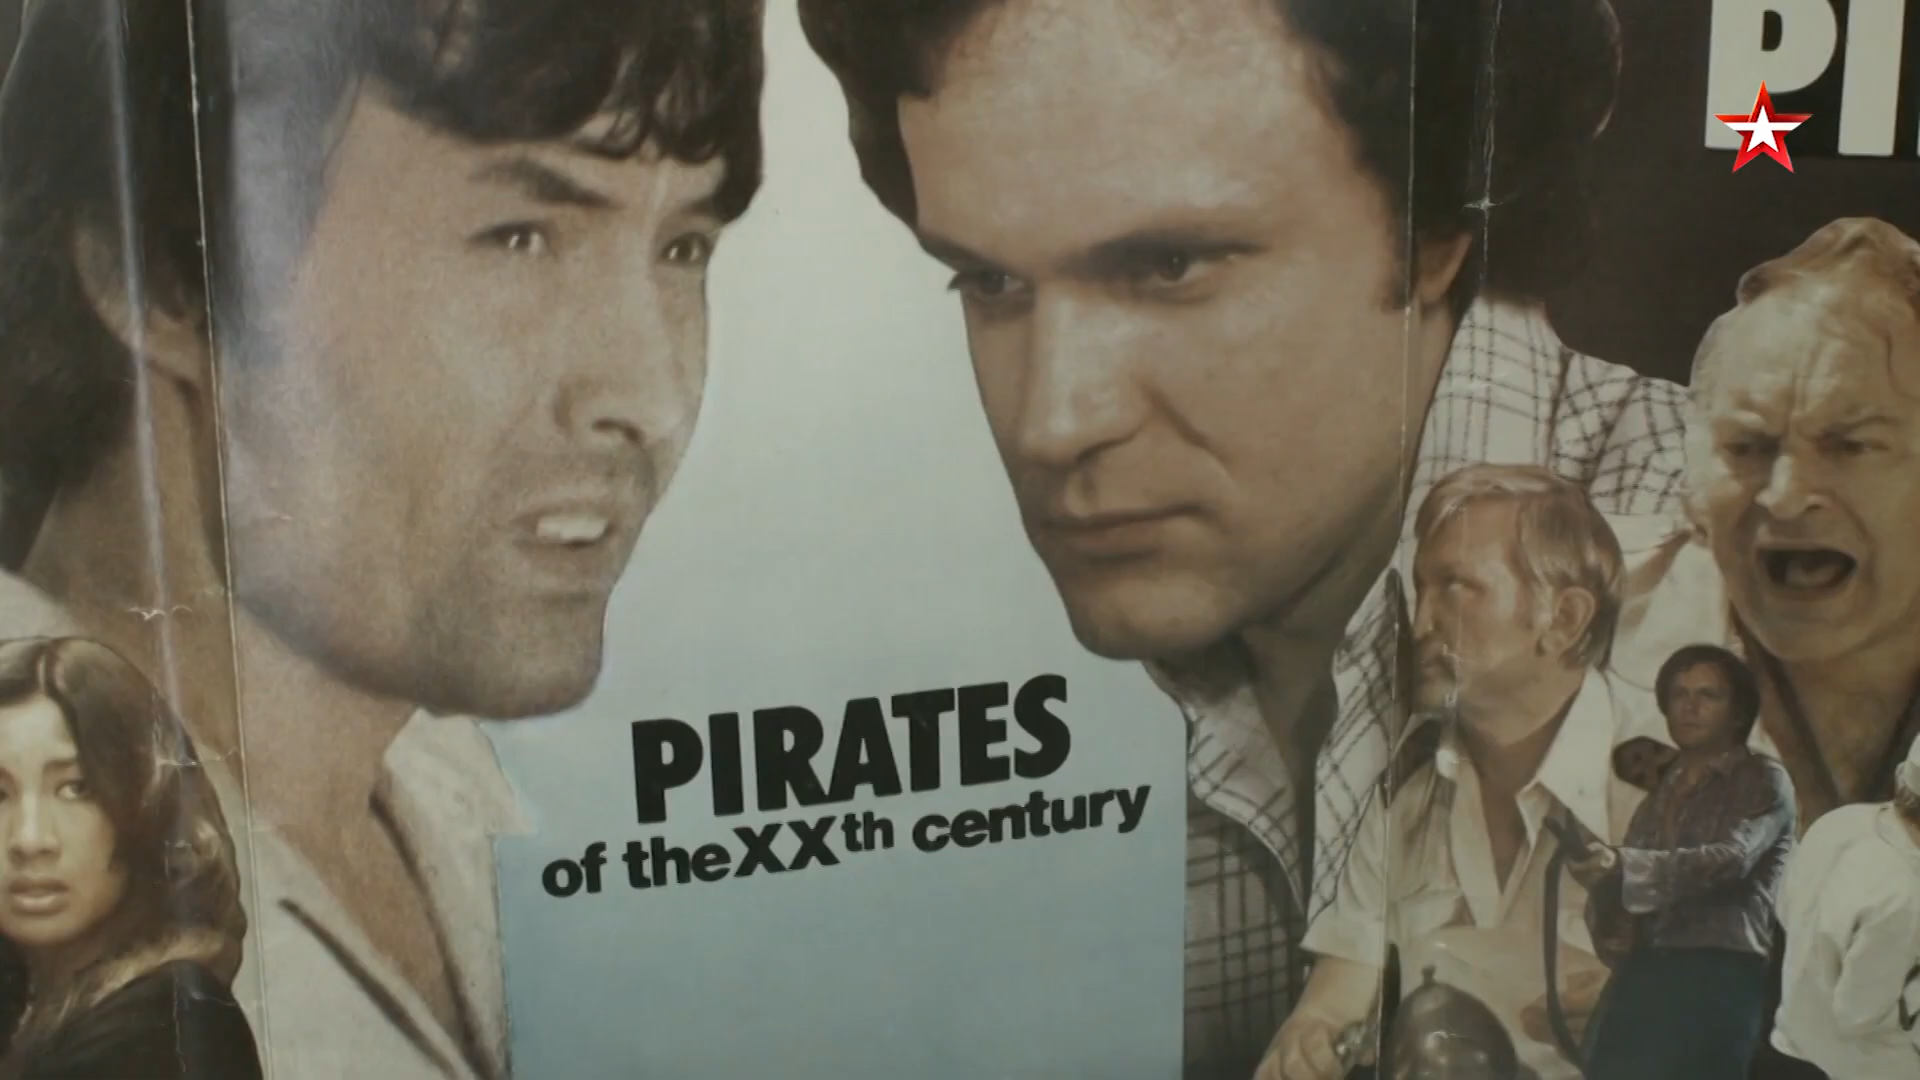 PIRATES
of the XXth century